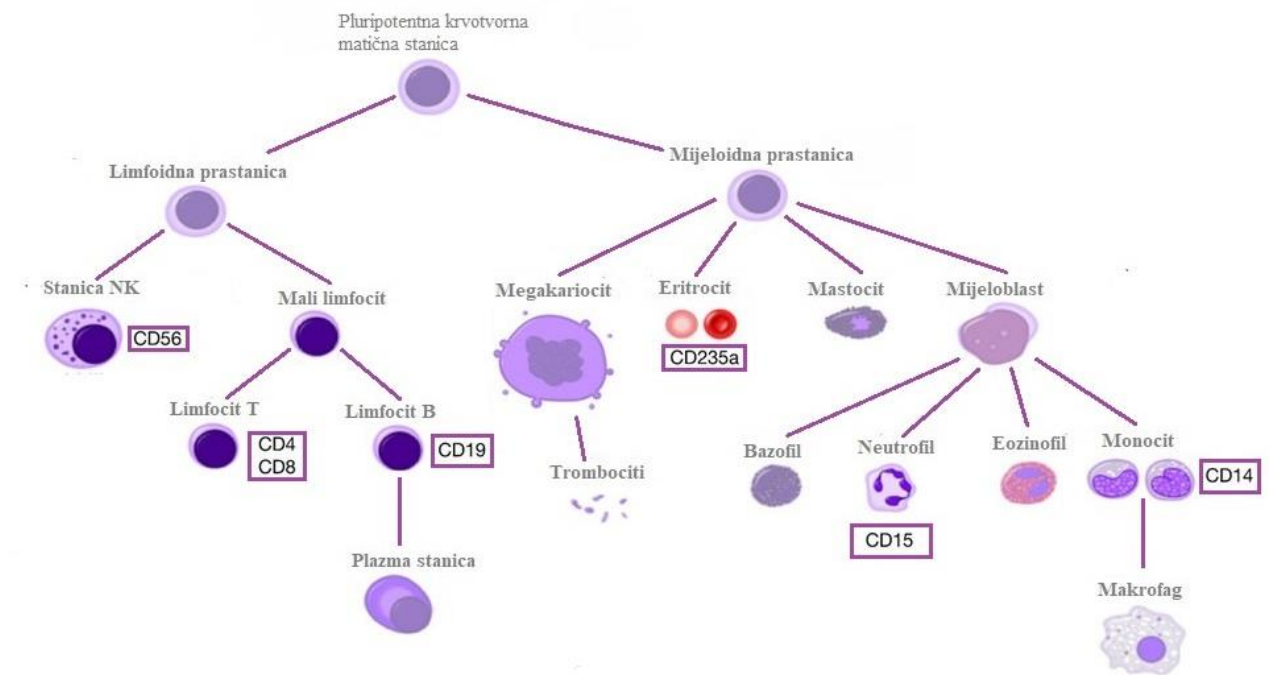 Pluripotentna krvotvorna
matična stanica
Limfoidna prastanica
Mijeloidna prastanica
Stanica NK
CD56
Mali limfocit
Megakariocit
Eritrocit
CD235a
Mastocit
Mijeloblast
Limfocit T
CD4
CD8
Limfocit B
CD19
Trombociti
Bazofil
Neutrofil
CD15
Eozinofil
Monocit
CD14
Plazma stanica
Makrofag